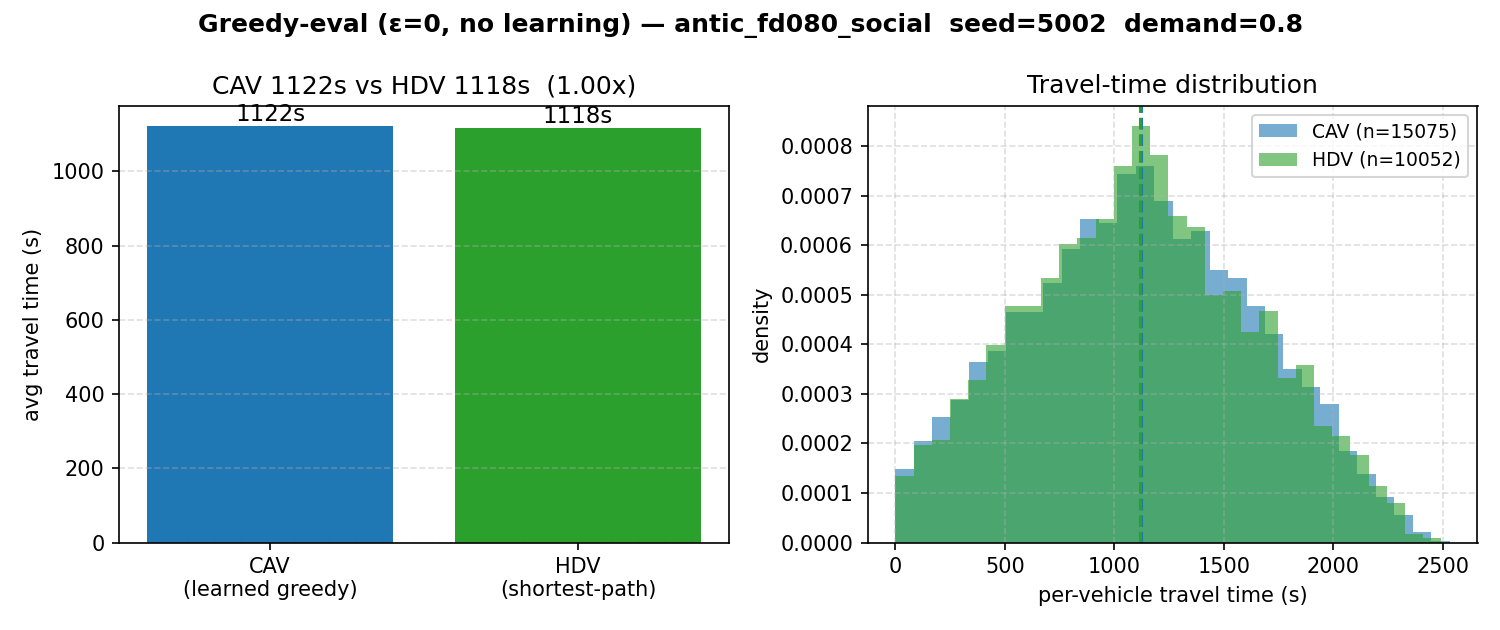 Greedy-eval (ε=0, no learning) — antic_fd080_social  seed=5002  demand=0.8
CAV 1122s vs HDV 1118s  (1.00x)
1122s
1118s
avg travel time (s)
1000
800
600
400
200
0
CAV
(learned greedy)
HDV
(shortest-path)
Travel-time distribution
CAV (n=15075)
HDV (n=10052)
density
0.0008
0.0007
0.0006
0.0005
0.0004
0.0003
0.0002
0.0001
0.0000
0
500
1000
1500
2000
2500
per-vehicle travel time (s)